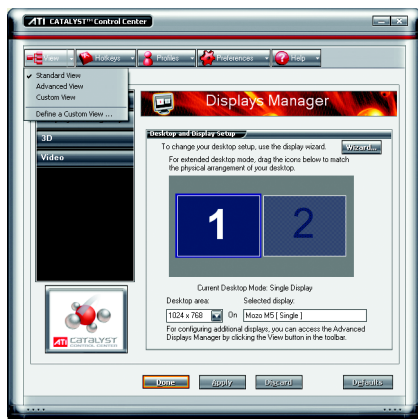 ATI CATALYST™ Control Center
View Hotkeys Profiles Preferences Help
Standard View
Advanced View
Custom View
Define a Custom View ...
3D
Video
Displays Manager
Desktop and Display Setup
To change your desktop setup, use the display wizard. Wizard...
For extended desktop mode, drag the icons below to match
the physical arrangement of your desktop.
1 2
Current Desktop Mode: Single Display
Desktop area: Selected display:
1024 x 768 On Mozo M5 [ Single ]
For configuring additional displays, you can access the Advanced
Displays Manager by clicking the View button in the toolbar.
ATI CATALYST
CONTROL CENTER
Done Apply Discard Defaults